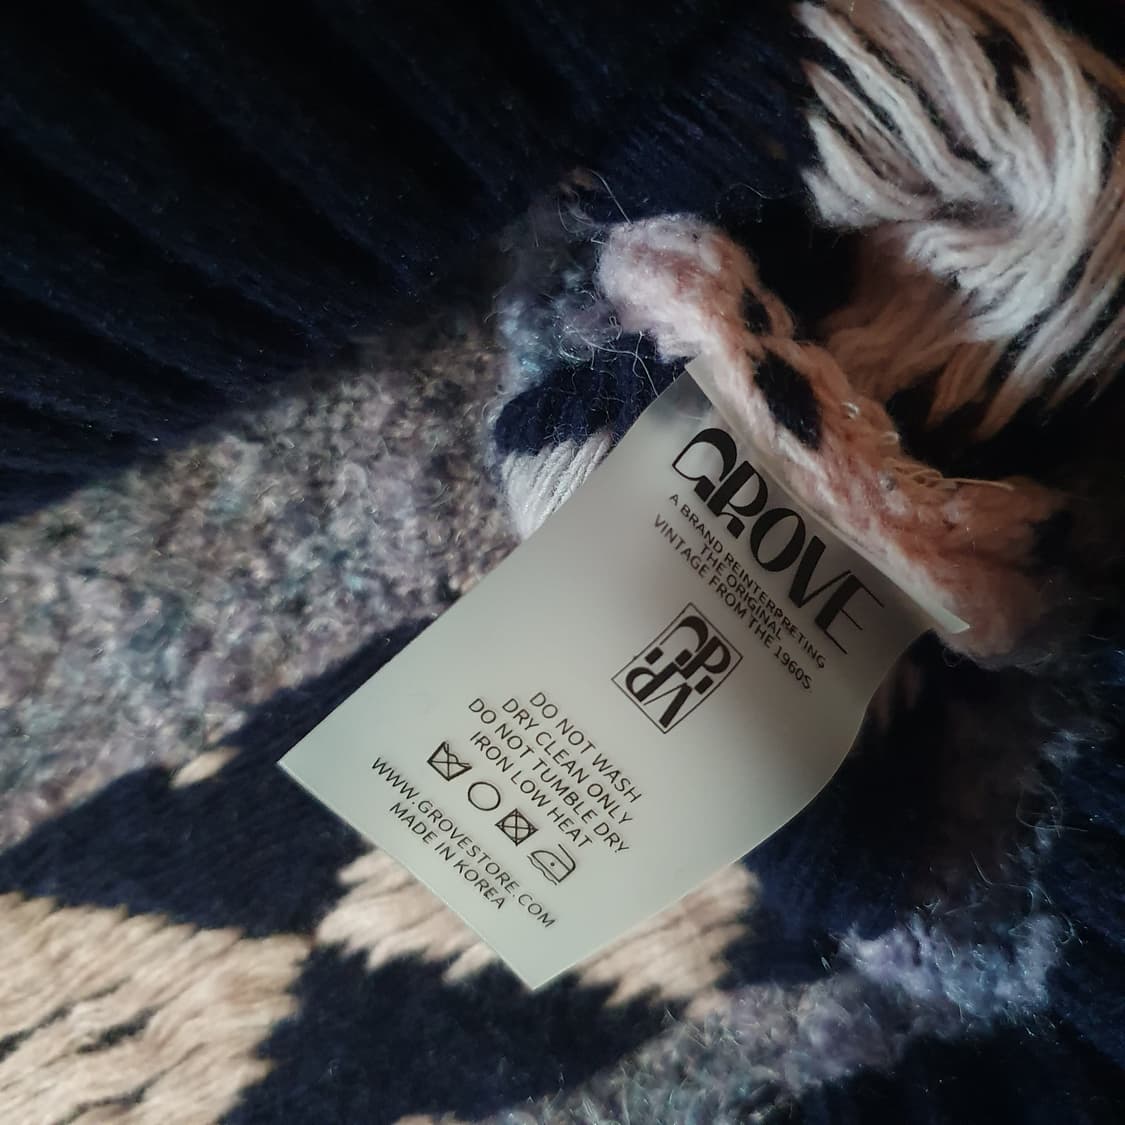 GROVE
A BRAND REINTERPRETING
THE ORIGINAL
VINTAGE FROM THE 1960S
DO NOT WASH
DRY CLEAN ONLY
DO NOT TUMBLE DRY
IRON LOW HEAT
WWW.GROVESTORE.COM
MADE IN KOREA